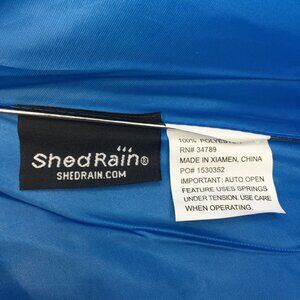 ShedRain®
SHEDRAIN.COM
100% POLYESTER
RN# 34789
MADE IN XIAMEN, CHINA
PO# 1530352
IMPORTANT: AUTO OPEN
FEATURE USES SPRINGS
UNDER TENSION. USE CARE
WHEN OPERATING.